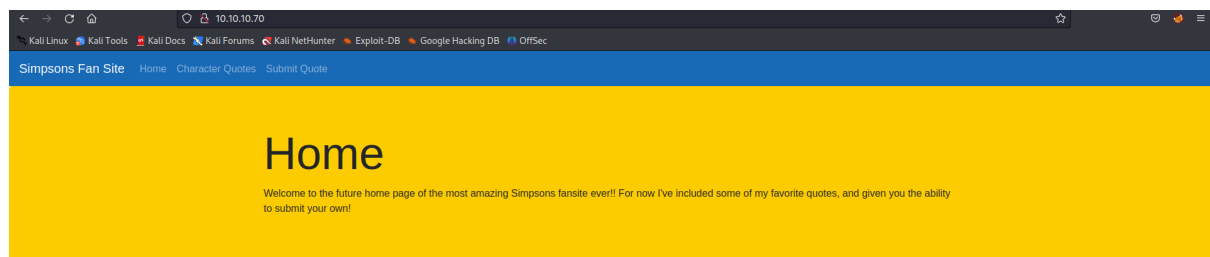 10.10.10.70
Kali Linux Kali Tools Kali Docs Kali Forums Kali NetHunter Exploit-DB Google Hacking DB OffSec
Simpsons Fan Site Home Character Quotes Submit Quote
Home
Welcome to the future home page of the most amazing Simpsons fansite ever!! For now I've included some of my favorite quotes, and given you the ability
to submit your own!